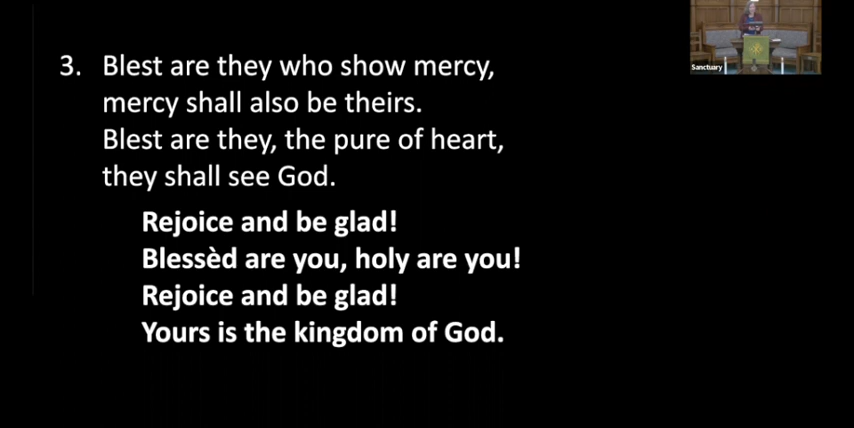 3. Blest are they who show mercy,
mercy shall also be theirs.
Blest are they, the pure of heart,
they shall see God.
Rejoice and be glad!
Blessèd are you, holy are you!
Rejoice and be glad!
Yours is the kingdom of God.
Sanctuary